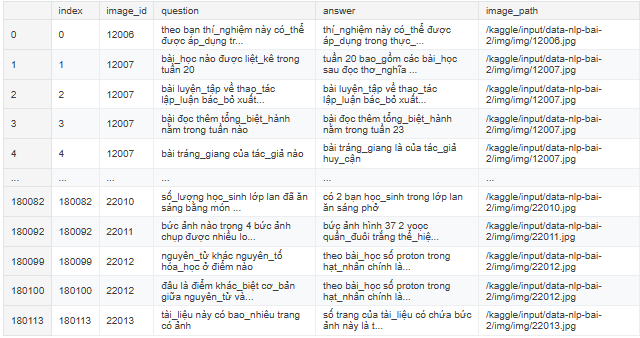 index image_id question answer image_path
0 0 12006 theo bạn thí_nghiệm này có_thể được áp_dụng tr... thí_nghiệm này có_thể được áp_dụng trong thực_... /kaggle/input/data-nlp-bai-2/img/img/12006.jpg
1 1 12007 bài_học nào được liệt_kê trong tuần 20 tuần 20 bao_gồm các bài_học sau đọc thơ_nghĩa ... /kaggle/input/data-nlp-bai-2/img/img/12007.jpg
2 2 12007 bài luyện_tập về thao_tác lập_luận bác_bỏ xuất... bài luyện_tập về thao_tác lập_luận bác_bỏ xuất... /kaggle/input/data-nlp-bai-2/img/img/12007.jpg
3 3 12007 bài đọc thêm tổng_biệt_hành nằm trong tuần nào bài đọc thêm tổng_biệt_hành nằm trong tuần 23 /kaggle/input/data-nlp-bai-2/img/img/12007.jpg
4 4 12007 bài tráng_giang của tác_giả nào bài tráng_giang là của tác_giả huy_cận /kaggle/input/data-nlp-bai-2/img/img/12007.jpg
... ... ... ... ... ...
180082 180082 22010 số_lượng học_sinh lớp lan đã ăn sáng bằng món ... có 2 bạn học_sinh trong lớp lan ăn sáng phở /kaggle/input/data-nlp-bai-2/img/img/22010.jpg
180092 180092 22011 bức ảnh nào trong 4 bức ảnh chụp được nhiều lo... bức ảnh hình 37 2 voọc quần_đuôi trắng thể_hiệ... /kaggle/input/data-nlp-bai-2/img/img/22011.jpg
180099 180099 22012 nguyên_tử khác nguyên_tố hóa_học ở điểm nào theo bài_học số proton trong hạt_nhân chính là... /kaggle/input/data-nlp-bai-2/img/img/22012.jpg
180100 180100 22012 đâu là điểm khác_biệt cơ_bản giữa nguyên_tử và... theo bài_học số proton trong hạt_nhân chính là... /kaggle/input/data-nlp-bai-2/img/img/22012.jpg
180113 180113 22013 tài_liệu này có bao_nhiêu trang có ảnh số trang của tài_liệu có chứa bức ảnh này là t... /kaggle/input/data-nlp-bai-2/img/img/22013.jpg